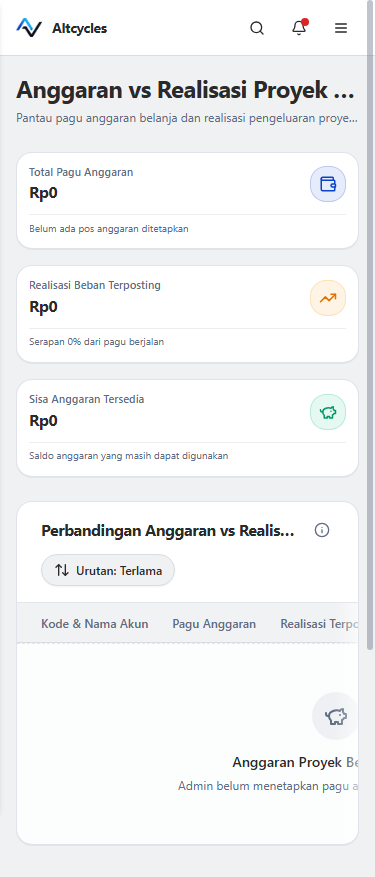 Altcycles
Anggaran vs Realisasi Proyek ...
Pantau pagu anggaran belanja dan realisasi pengeluaran proye...
Total Pagu Anggaran
Rp0
Belum ada pos anggaran ditetapkan
Realisasi Beban Terposting
Rp0
Serapan 0% dari pagu berjalan
Sisa Anggaran Tersedia
Rp0
Saldo anggaran yang masih dapat digunakan
Perbandingan Anggaran vs Realis...
Urutan: Terlama
Kode & Nama Akun Pagu Anggaran Realisasi Terpo
Anggaran Proyek Be
Admin belum menetapkan pagu a